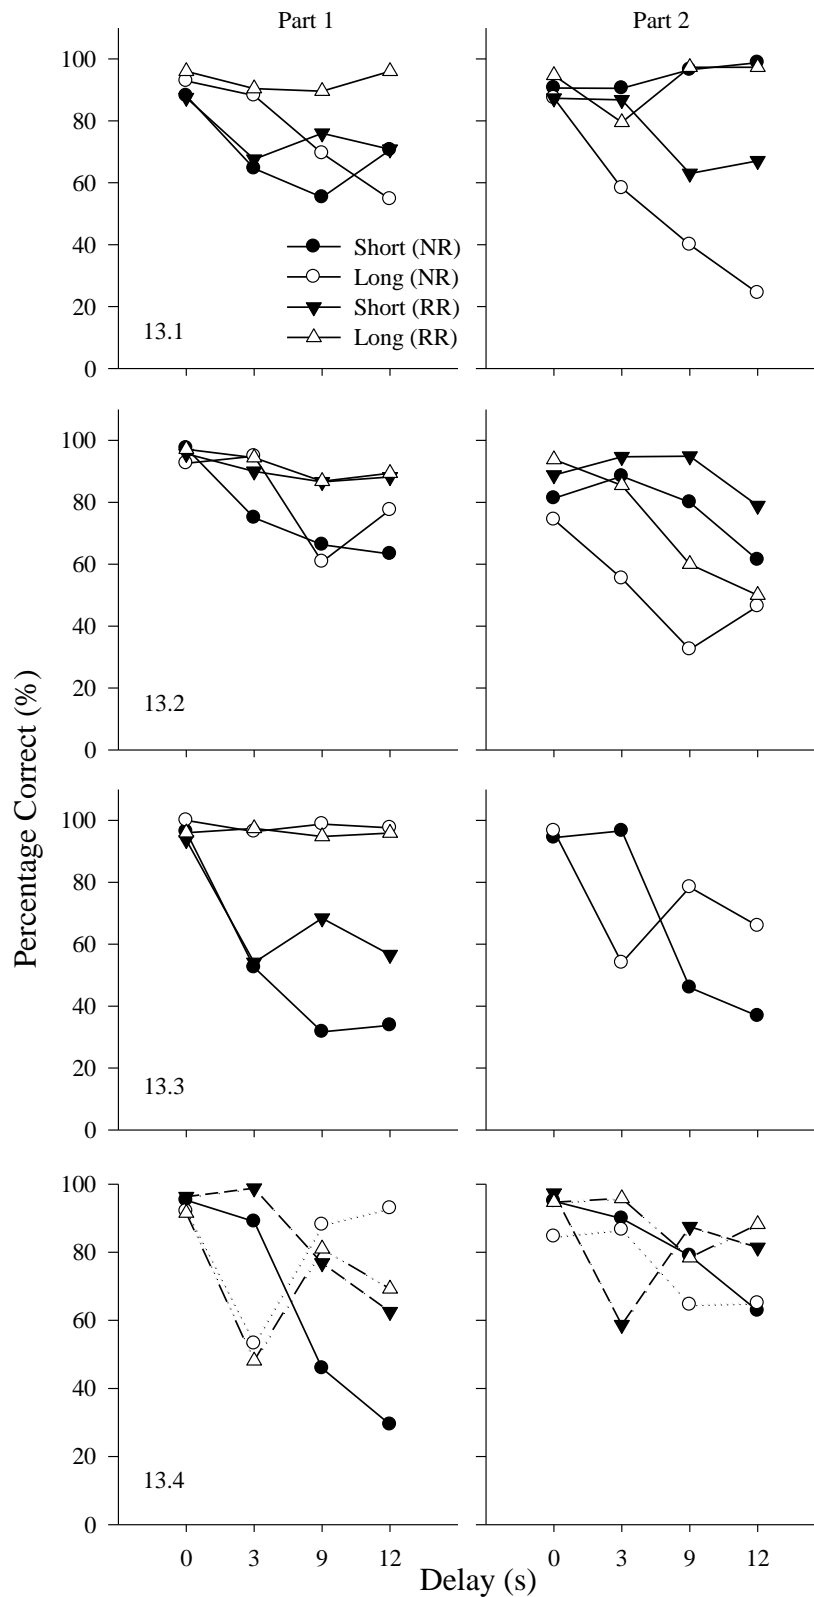 Part 1
Part 2
100
80
60
40
20
0
Short (NR)
Long (NR)
Short (RR)
Long (RR)
13.1
100
80
60
40
20
0
13.2
Percentage Correct (%)
100
80
60
40
20
0
13.3
100
80
60
40
20
0
13.4
0 3 9 12
0 3 9 12
Delay (s)